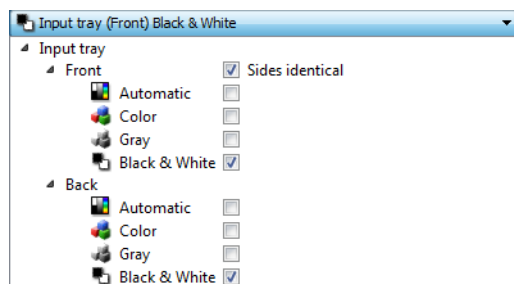 Input tray (Front) Black & White
Input tray
Front Sides identical
Automatic
Color
Gray
Black & White
Back
Automatic
Color
Gray
Black & White